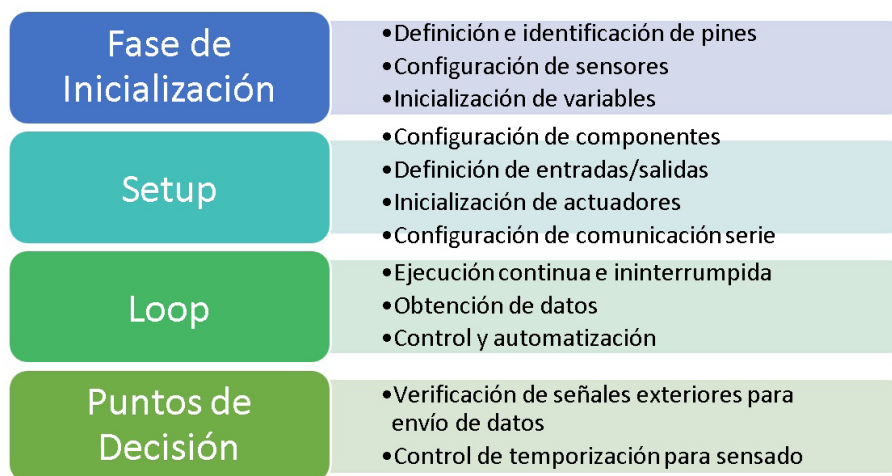 Fase de
Inicialización
•Definición e identificación de pines
•Configuración de sensores
•Inicialización de variables
Setup
•Configuración de componentes
•Definición de entradas/salidas
•Inicialización de actuadores
•Configuración de comunicación serie
Loop
•Ejecución continua e ininterrumpida
•Obtención de datos
•Control y automatización
Puntos de
Decisión
•Verificación de señales exteriores para
envío de datos
•Control de temporización para sensado